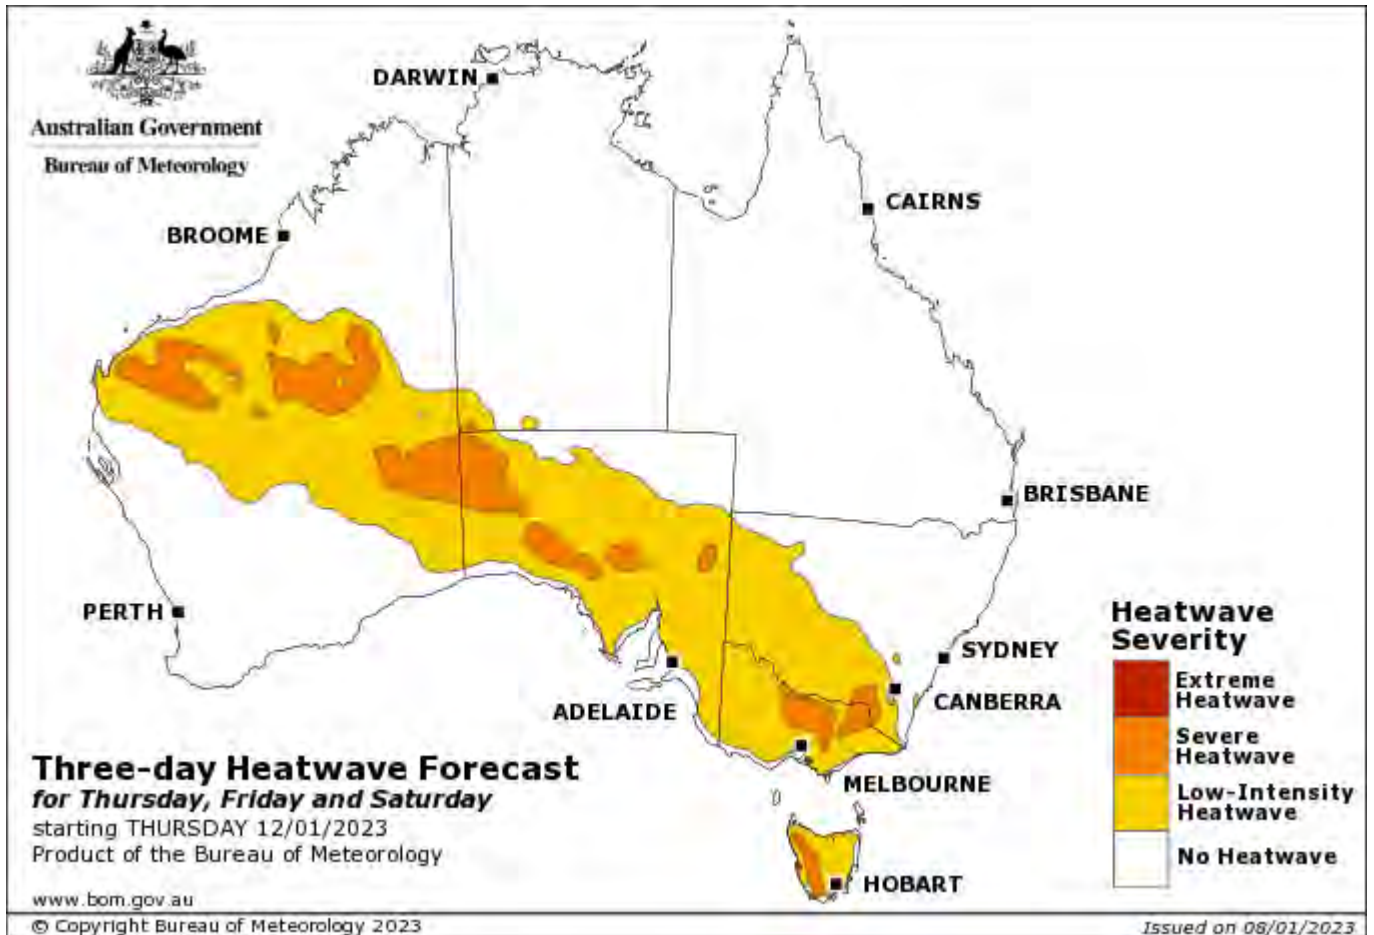 Australian Government
Bureau of Meteorology
DARWIN
CAIRNS
BROOME
BRISBANE
PERTH
SYDNEY
CANBERRA
ADELAIDE
MELBOURNE
HOBART
Heatwave
Severity
Extreme
Heatwave
Severe
Heatwave
Low-Intensity
Heatwave
No Heatwave
Three-day Heatwave Forecast
for Thursday, Friday and Saturday
starting THURSDAY 12/01/2023
Product of the Bureau of Meteorology
www.bom.gov.au
© Copyright Bureau of Meteorology 2023
Issued on 08/01/2023